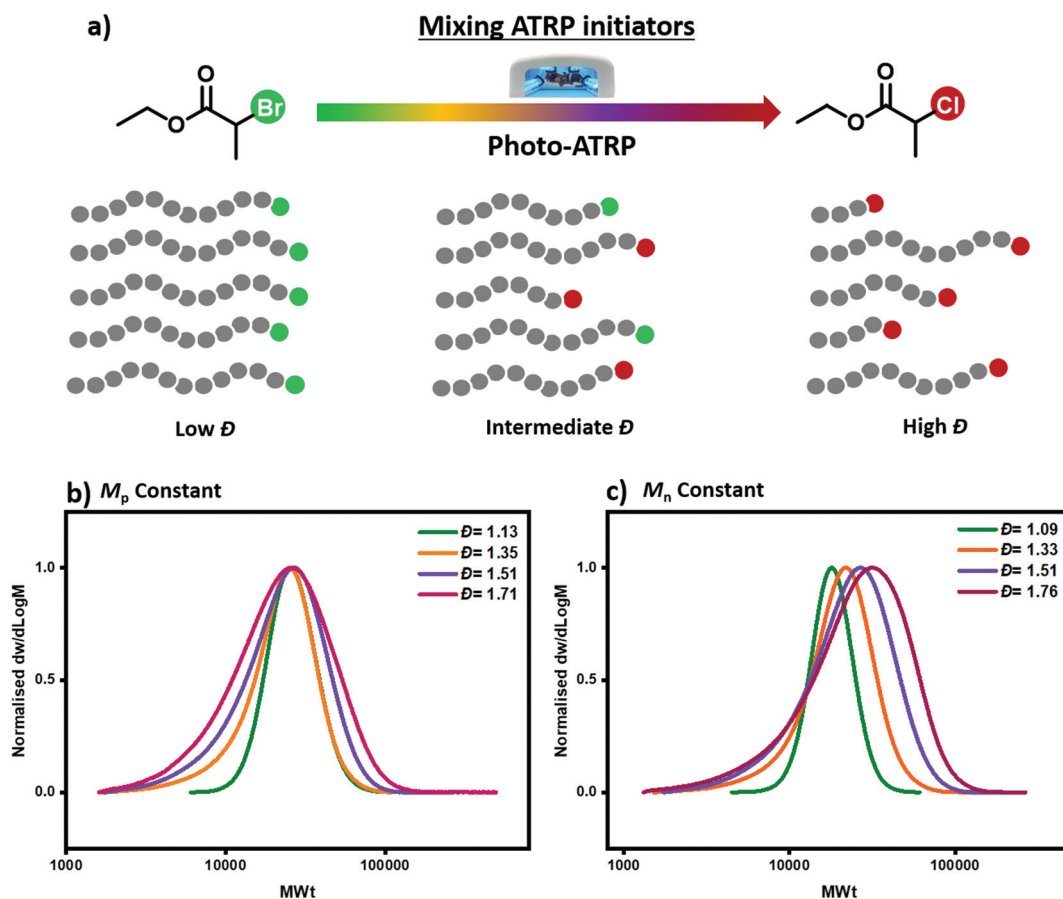 a)
Mixing ATRP initiators
O
O
Br
Photo-ATRP
O
O
Cl
Low Đ
Intermediate Đ
High Đ
b) Mp Constant
Đ= 1.13
Đ= 1.35
Đ= 1.51
Đ= 1.71
Normalised dw/dLogM
1.0
0.5
0.0
1000
10000
100000
MWt
c) Mn Constant
Đ= 1.09
Đ= 1.33
Đ= 1.51
Đ= 1.76
Normalised dw/dLogM
1.0
0.5
0.0
1000
10000
100000
MWt